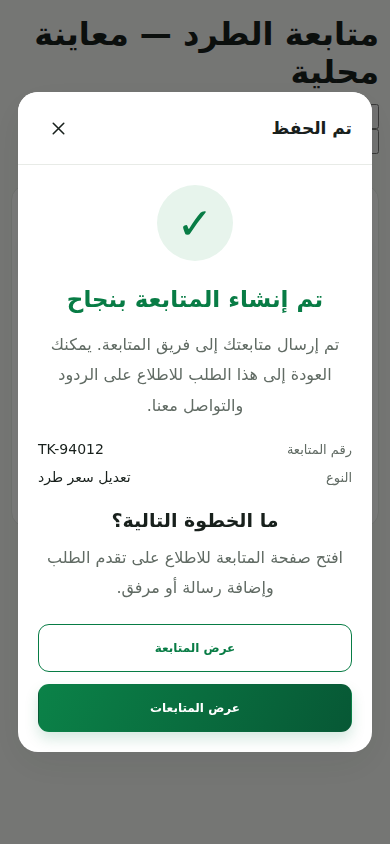 متابعة الطرد — معاينة
محلية
تم الحفظ
تم إنشاء المتابعة بنجاح
تم إرسال متابعتك إلى فريق المتابعة. يمكنك
العودة إلى هذا الطلب للاطلاع على الردود
والتواصل معنا.
رقم المتابعة TK-94012
النوع تعديل سعر طرد
ما الخطوة التالية؟
افتح صفحة المتابعة للاطلاع على تقدم الطلب
وإضافة رسالة أو مرفق.
عرض المتابعة
عرض المتابعات